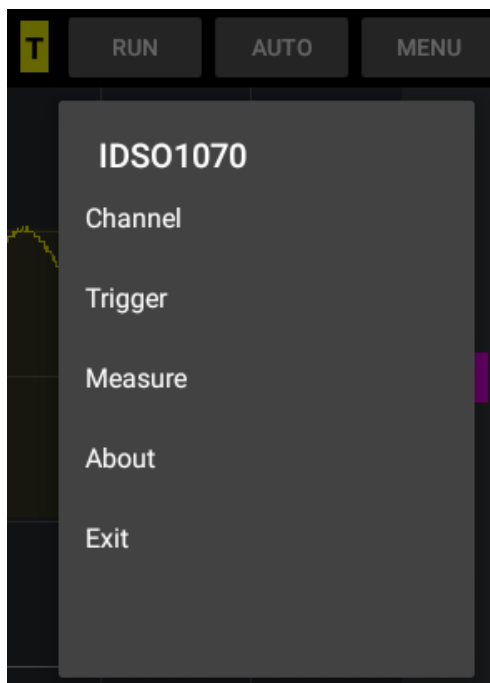 T RUN AUTO MENU
IDSO1070
Channel
Trigger
Measure
About
Exit